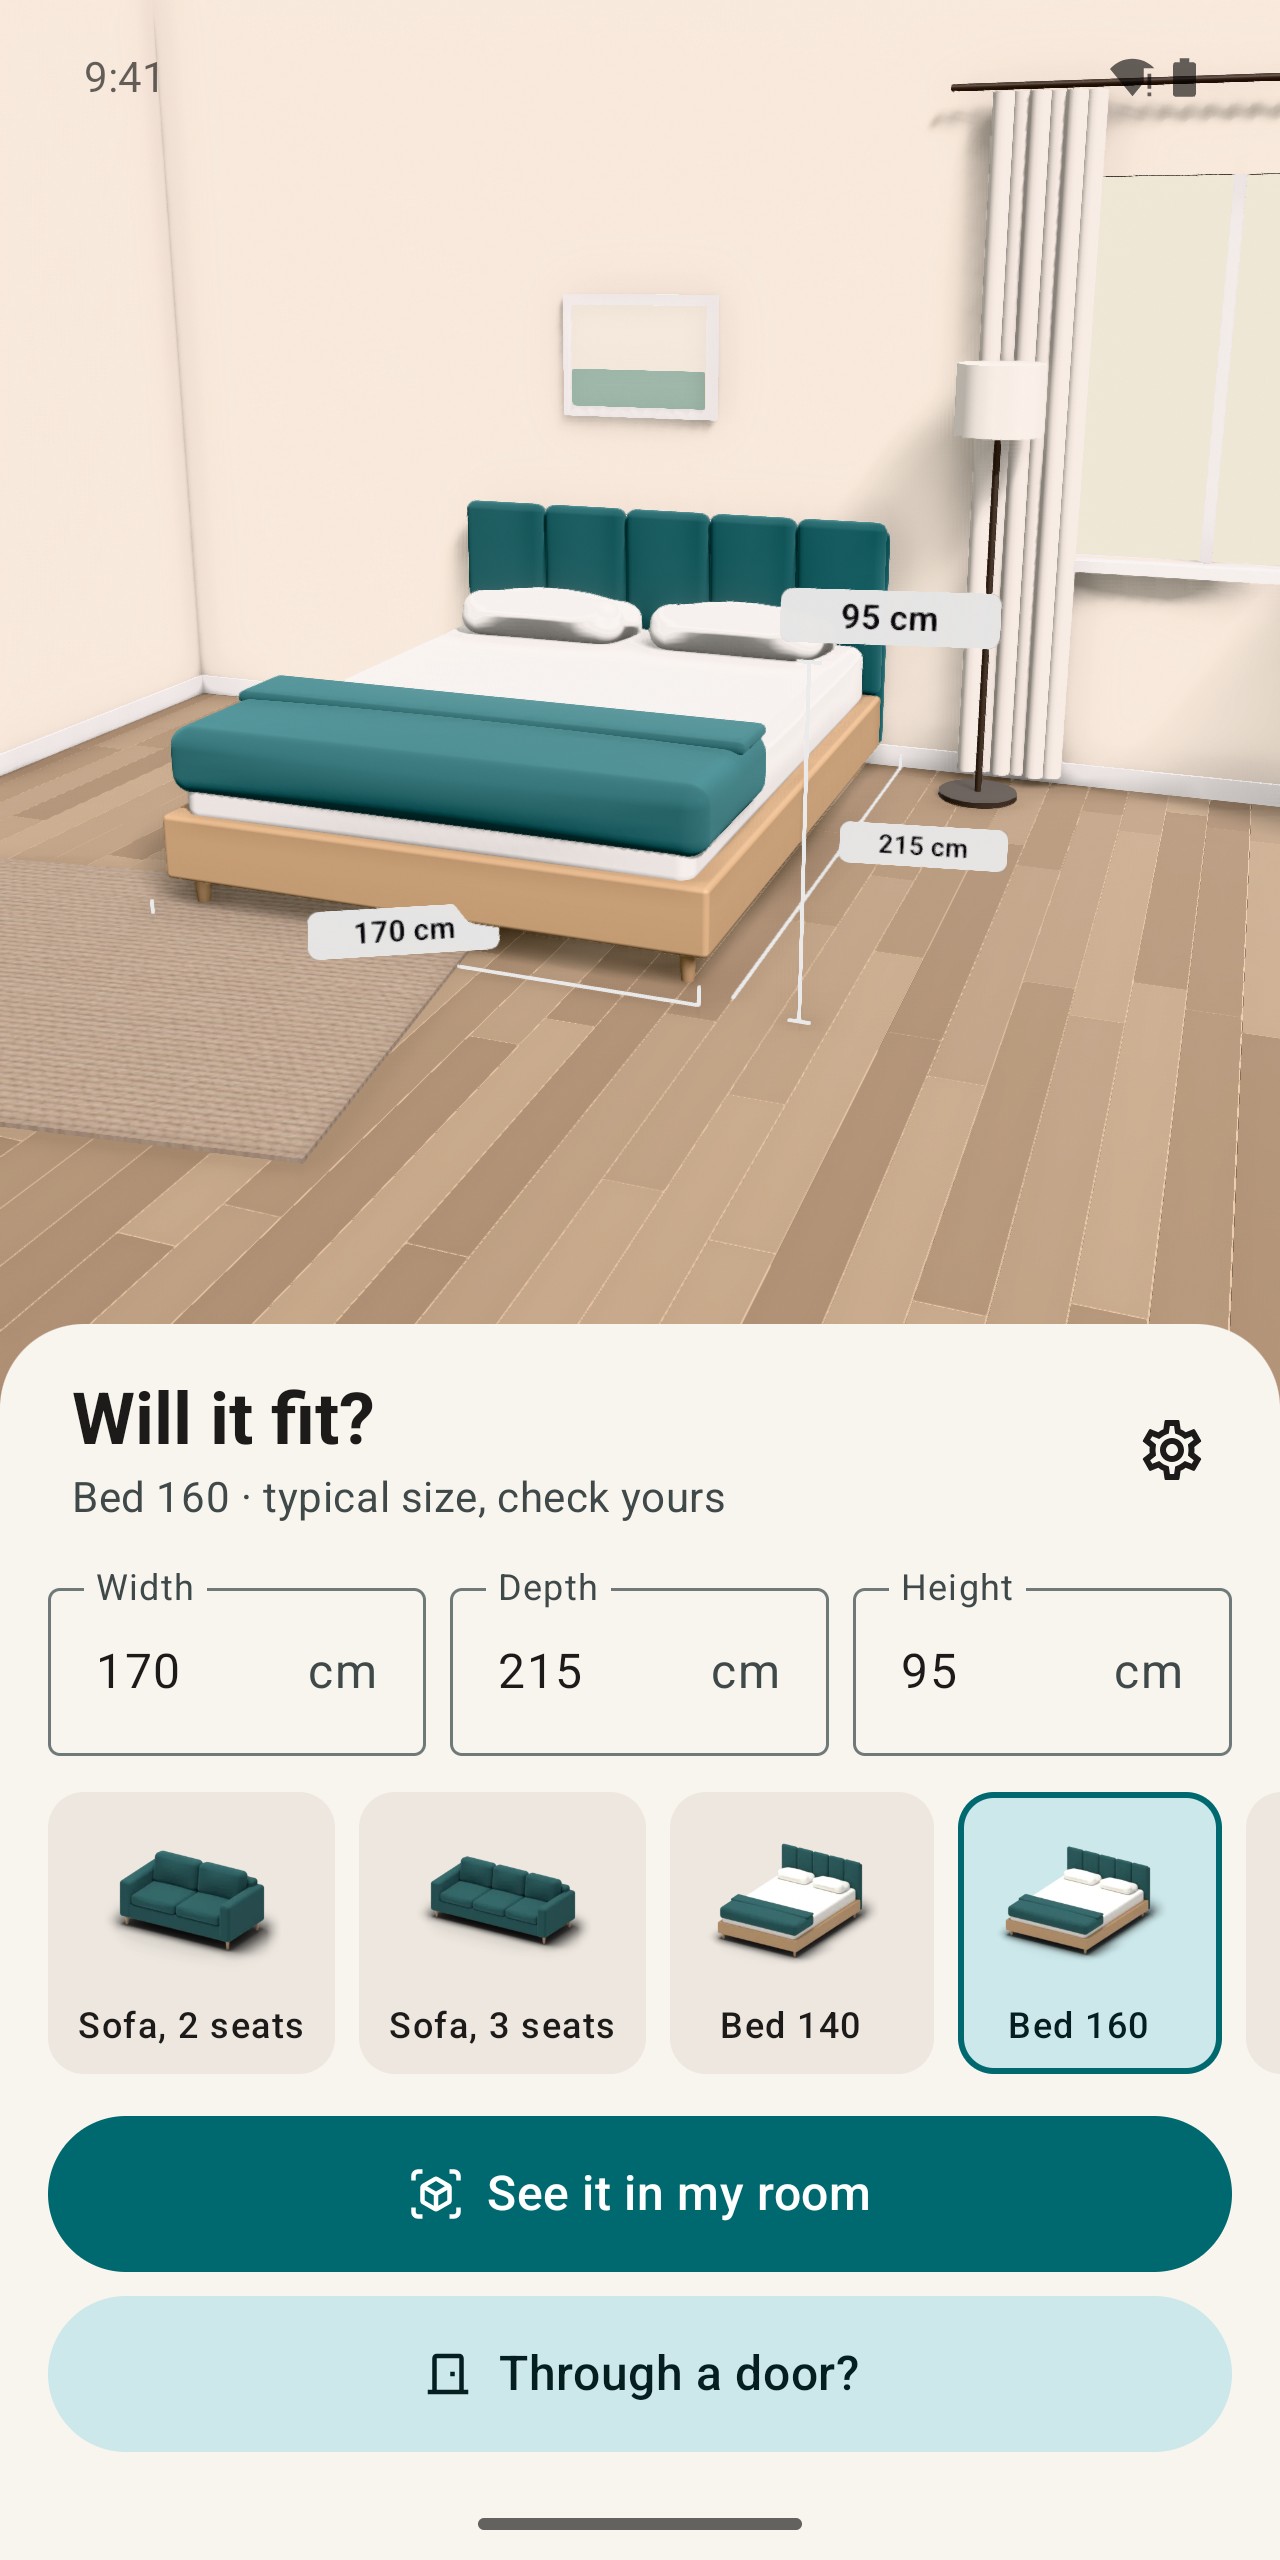 9:41
95 cm
215 cm
170 cm
Will it fit?
Bed 160 · typical size, check yours
Width
Depth
Height
170 cm
215 cm
95 cm
Sofa, 2 seats
Sofa, 3 seats
Bed 140
Bed 160
See it in my room
Through a door?